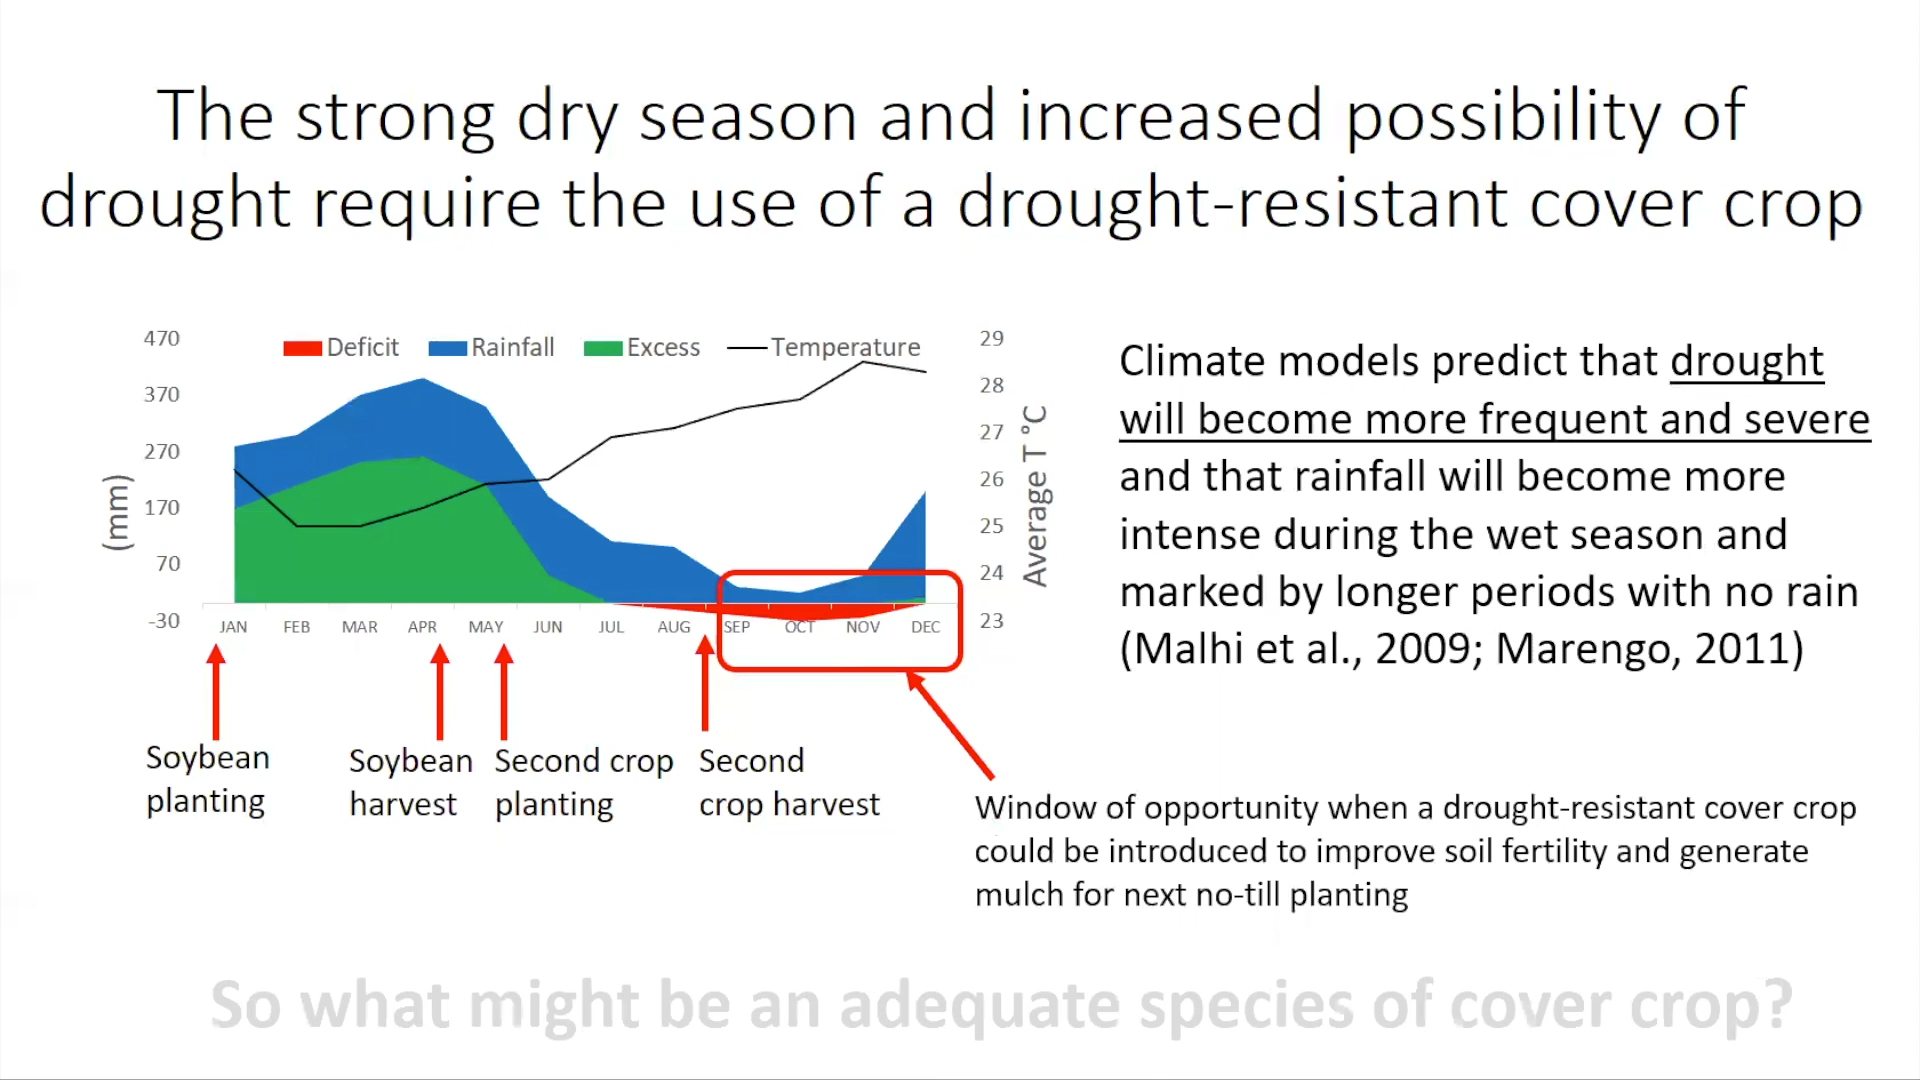 The strong dry season and increased possibility of
drought require the use of a drought-resistant cover crop
470
370
270
170
70
-30
(mm)
Deficit
Rainfall
Excess
Temperature
29
28
27
26
25
24
23
Average T °C
JAN
FEB
MAR
APR
MAY
JUN
JUL
AUG
SEP
OCT
NOV
DEC
Climate models predict that drought
will become more frequent and severe
and that rainfall will become more
intense during the wet season and
marked by longer periods with no rain
(Malhi et al., 2009; Marengo, 2011)
Soybean
planting
Soybean
harvest
Second crop
planting
Second
crop harvest
Window of opportunity when a drought-resistant cover crop
could be introduced to improve soil fertility and generate
mulch for next no-till planting
So what might be an adequate species of cover crop?